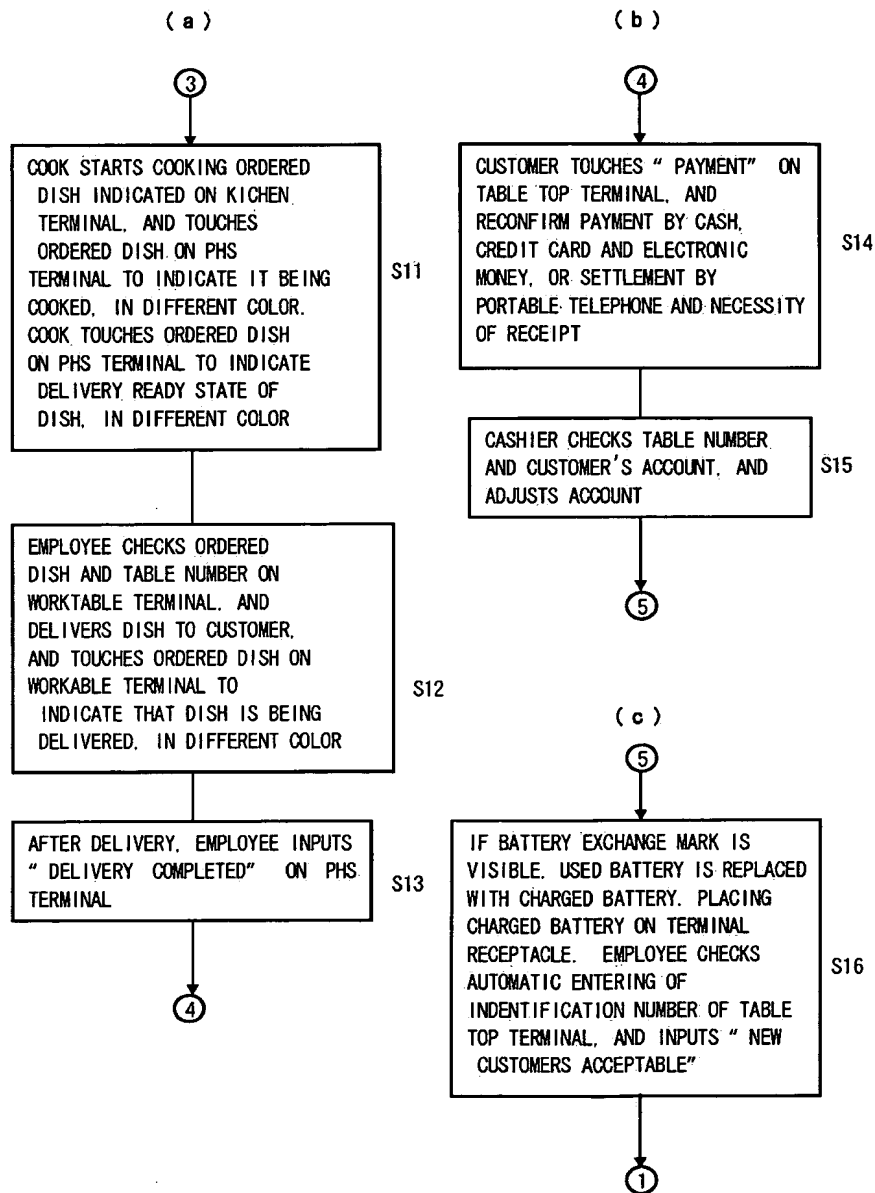 (a)
3
COOK STARTS COOKING ORDERED
DISH INDICATED ON KICHEN
TERMINAL, AND TOUCHES
ORDERED DISH ON PHS
TERMINAL TO INDICATE IT BEING
COOKED, IN DIFFERENT COLOR.
COOK TOUCHES ORDERED DISH
ON PHS TERMINAL TO INDICATE
DELIVERY READY STATE OF
DISH, IN DIFFERENT COLOR
S11
EMPLOYEE CHECKS ORDERED
DISH AND TABLE NUMBER ON
WORKTABLE TERMINAL, AND
DELIVERS DISH TO CUSTOMER,
AND TOUCHES ORDERED DISH ON
WORKABLE TERMINAL TO
INDICATE THAT DISH IS BEING
DELIVERED, IN DIFFERENT COLOR
S12
AFTER DELIVERY, EMPLOYEE INPUTS
" DELIVERY COMPLETED" ON PHS
TERMINAL
S13
4
(b)
4
CUSTOMER TOUCHES " PAYMENT" ON
TABLE TOP TERMINAL, AND
RECONFIRM PAYMENT BY CASH,
CREDIT CARD AND ELECTRONIC
MONEY, OR SETTLEMENT BY
PORTABLE TELEPHONE AND NECESSITY
OF RECEIPT
S14
CASHIER CHECKS TABLE NUMBER
AND CUSTOMER'S ACCOUNT, AND
ADJUSTS ACCOUNT
S15
5
(c)
5
IF BATTERY EXCHANGE MARK IS
VISIBLE, USED BATTERY IS REPLACED
WITH CHARGED BATTERY. PLACING
CHARGED BATTERY ON TERMINAL
RECEPTACLE. EMPLOYEE CHECKS
AUTOMATIC ENTERING OF
INDENTIFICATION NUMBER OF TABLE
TOP TERMINAL, AND INPUTS " NEW
CUSTOMERS ACCEPTABLE"
S16
1